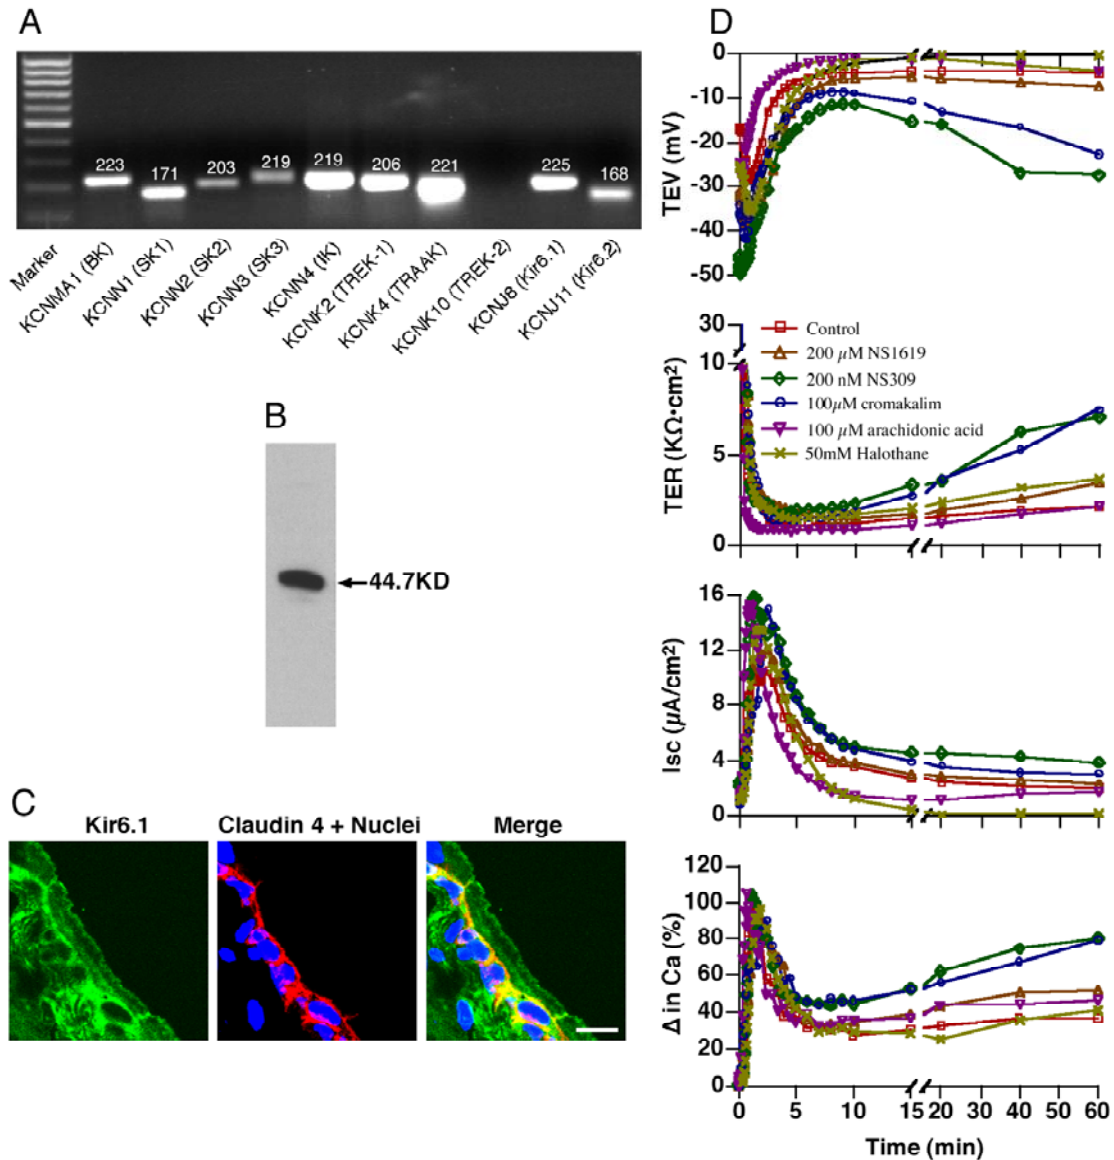 A
223
171
203
219
219
206
221
225
168
Marker
KCNMA1 (BK)
KCNN1 (SK1)
KCNN2 (SK2)
KCNN3 (SK3)
KCNN4 (IK)
KCNK2 (TREK-1)
KCNK4 (TRAAK)
KCNK10 (TREK-2)
KCNJ8 (Kir6.1)
KCNJ11 (Kir6.2)
B
44.7KD
C
Kir6.1
Claudin 4 + Nuclei
Merge
D
0
-10
-20
-30
-40
-50
TEV (mV)
30
10
5
0
TER (KΩ•cm²)
Control
200 µM NS1619
200 nM NS309
100µM cromakalim
100 µM arachidonic acid
50mM Halothane
16
12
8
4
0
Isc (µA/cm²)
120
100
80
60
40
20
0
Δ in Ca (%)
0 5 10 15 20 30 40 50 60
Time (min)